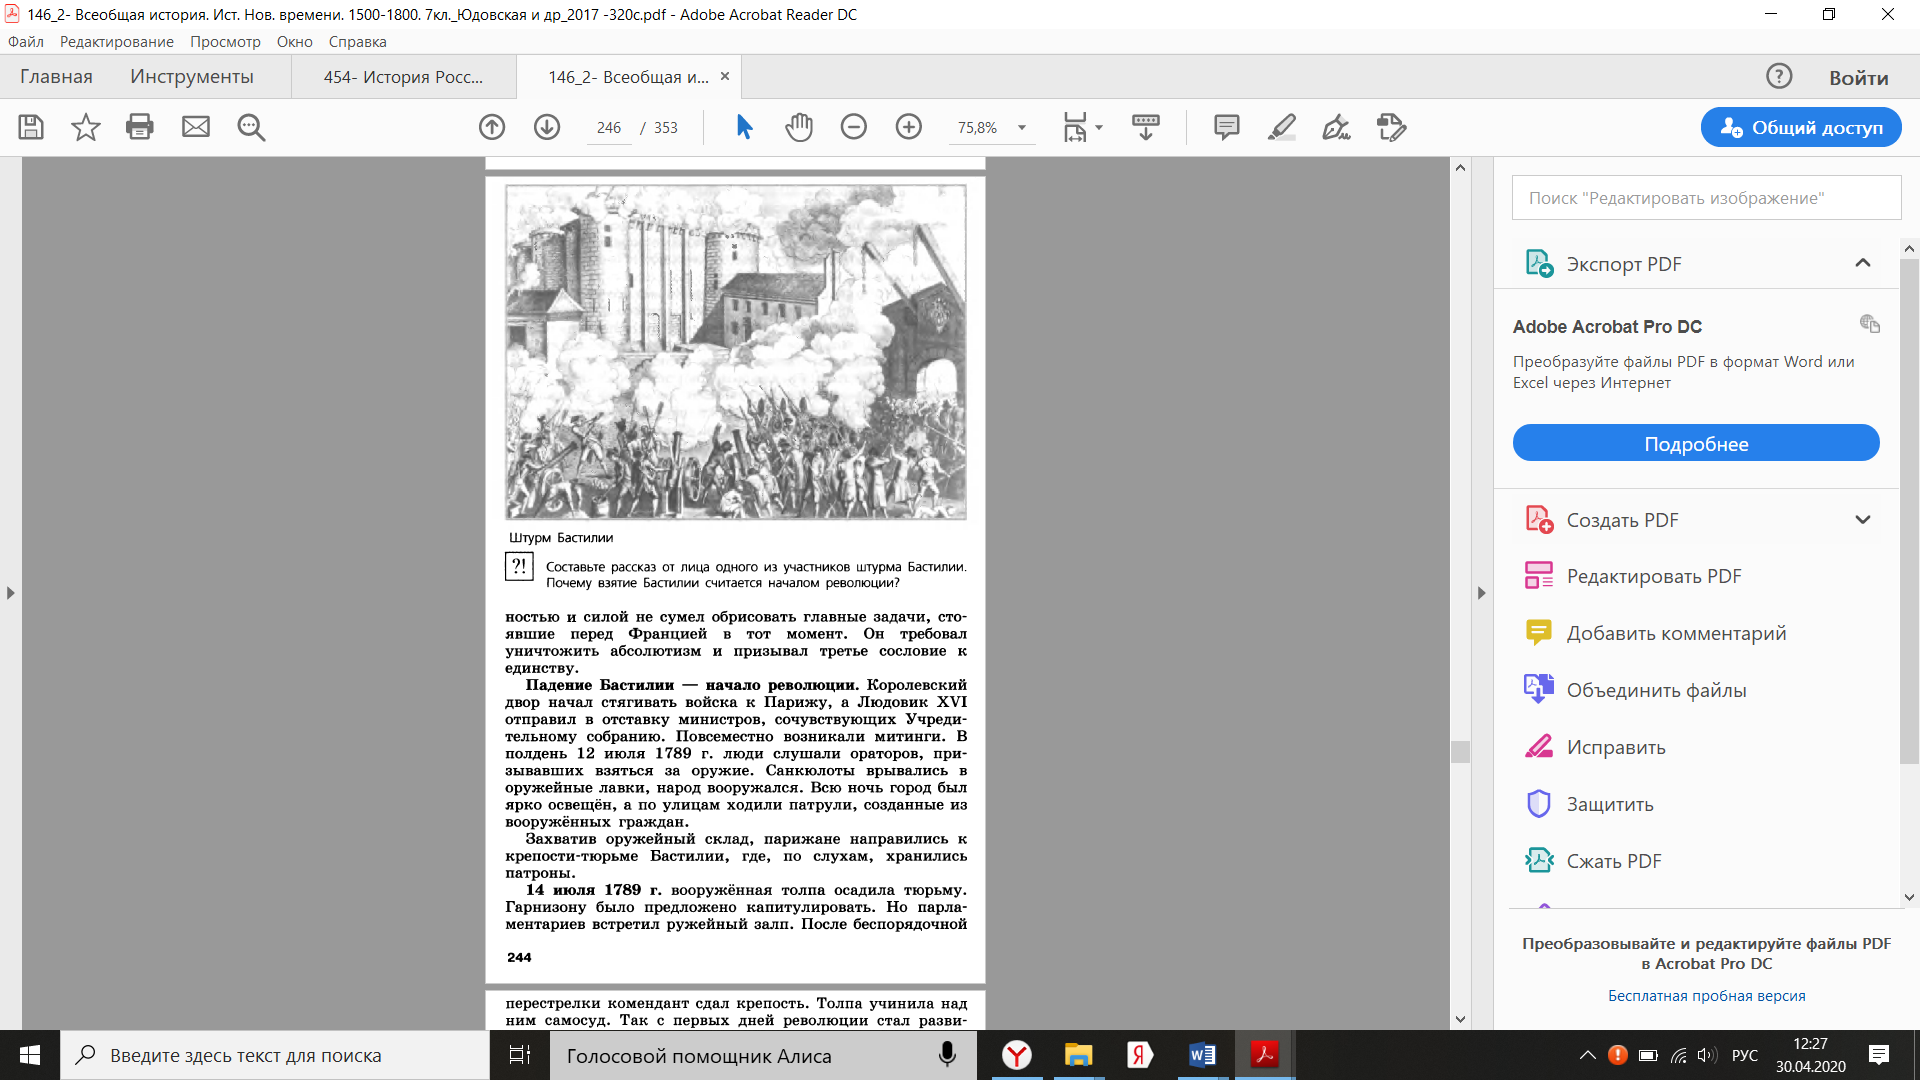 146_2- Всеобщая история. Ист. Нов. времени. 1500-1800. 7кл._Юдовская и др_2017 -320с.pdf - Adobe Acrobat Reader DC
Файл Редактирование Просмотр Окно Справка
Главная Инструменты 454- История Росс... 146_2- Всеобщая и... Войти
246 / 353 75,8% Общий доступ
Штурм Бастилии
?! Составьте рассказ от лица одного из участников штурма Бастилии.
Почему взятие Бастилии считается началом революции?
ностью и силой не сумел обрисовать главные задачи, сто-
явшие перед Францией в тот момент. Он требовал
уничтожить абсолютизм и призывал третье сословие к
единству.
Падение Бастилии — начало революции. Королевский
двор начал стягивать войска к Парижу, а Людовик XVI
отправил в отставку министров, сочувствующих Учреди-
тельному собранию. Повсеместно возникали митинги. В
полдень 12 июля 1789 г. люди слушали ораторов, при-
зывавших взяться за оружие. Санкюлоты врывались в
оружейные лавки, народ вооружался. Всю ночь город был
ярко освещён, а по улицам ходили патрули, созданные из
вооружённых граждан.
Захватив оружейный склад, парижане направились к
крепости-тюрьме Бастилии, где, по слухам, хранились
патроны.
14 июля 1789 г. вооружённая толпа осадила тюрьму.
Гарнизону было предложено капитулировать. Но парла-
ментариев встретил ружейный залп. После беспорядочной
244
перестрелки комендант сдал крепость. Толпа учинила над
ним самосуд. Так с первых дней революции стал разви-
Поиск "Редактировать изображение"
Экспорт PDF
Adobe Acrobat Pro DC
Преобразуйте файлы PDF в формат Word или
Excel через Интернет
Подробнее
Создать PDF
Редактировать PDF
Добавить комментарий
Объединить файлы
Исправить
Защитить
Сжать PDF
Преобразовывайте и редактируйте файлы PDF
в Acrobat Pro DC
Бесплатная пробная версия
Введите здесь текст для поиска
Голосовой помощник Алиса
РУС
12:27
30.04.2020